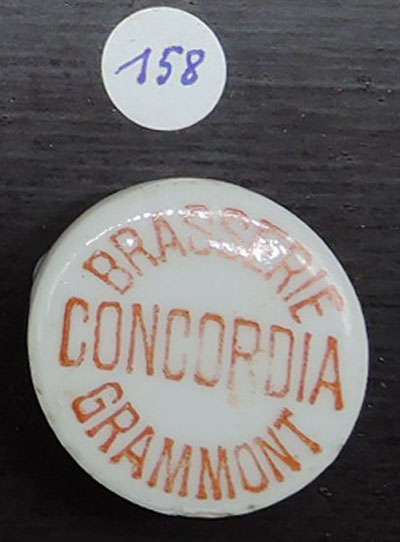 158
BRASSERIE
CONCORDIA
GRAMMONT